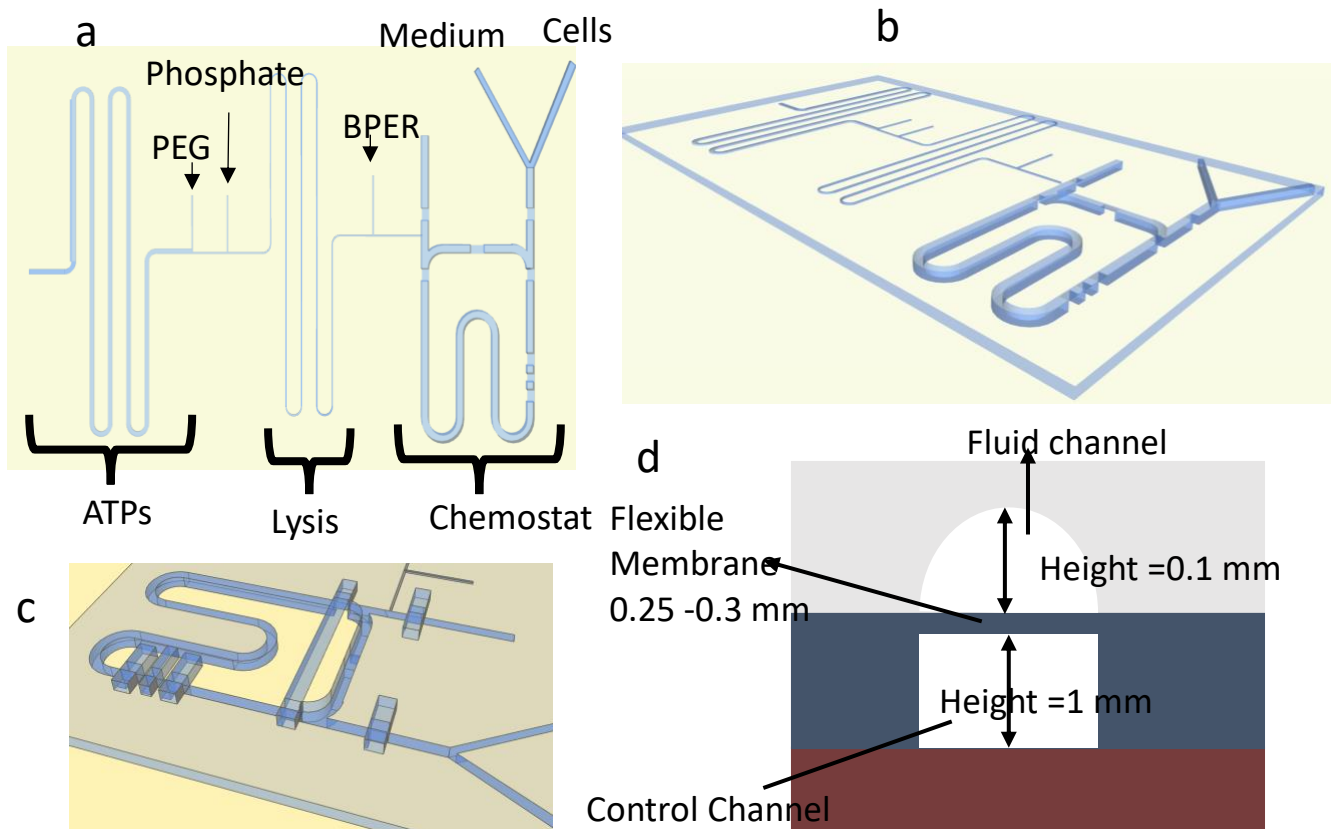 a
Medium
Cells
Phosphate
PEG
BPER
ATPs
Lysis
Chemostat
b
c
d
Fluid channel
Flexible
Membrane
0.25 -0.3 mm
Height =0.1 mm
Height =1 mm
Control Channel